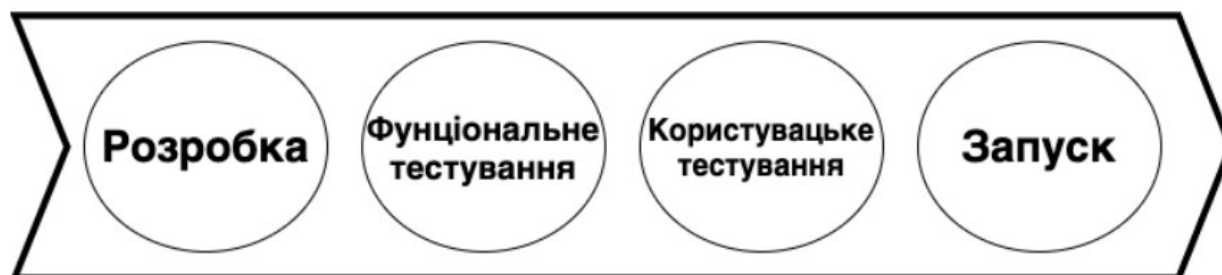 Розробка
Фунціональне
тестування
Користувацьке
тестування
Запуск